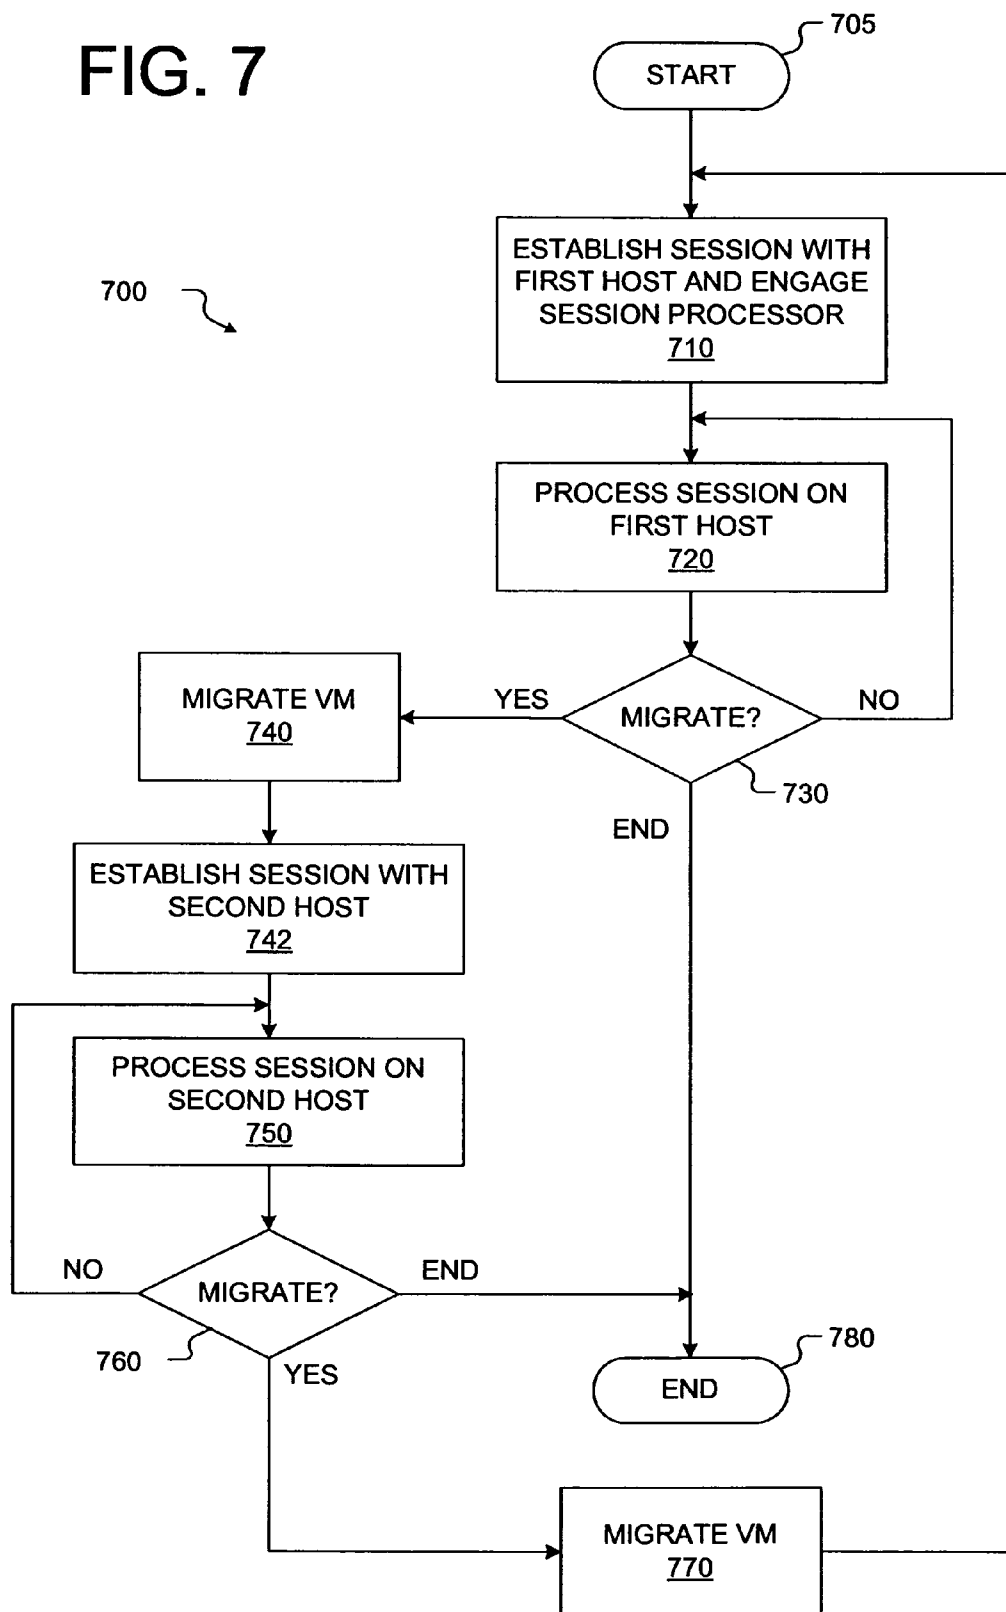 FIG. 7
705
START
700
ESTABLISH SESSION WITH
FIRST HOST AND ENGAGE
SESSION PROCESSOR
710
PROCESS SESSION ON
FIRST HOST
720
MIGRATE?
YES
NO
730
END
MIGRATE VM
740
ESTABLISH SESSION WITH
SECOND HOST
742
PROCESS SESSION ON
SECOND HOST
750
NO
MIGRATE?
END
760
YES
780
END
MIGRATE VM
770